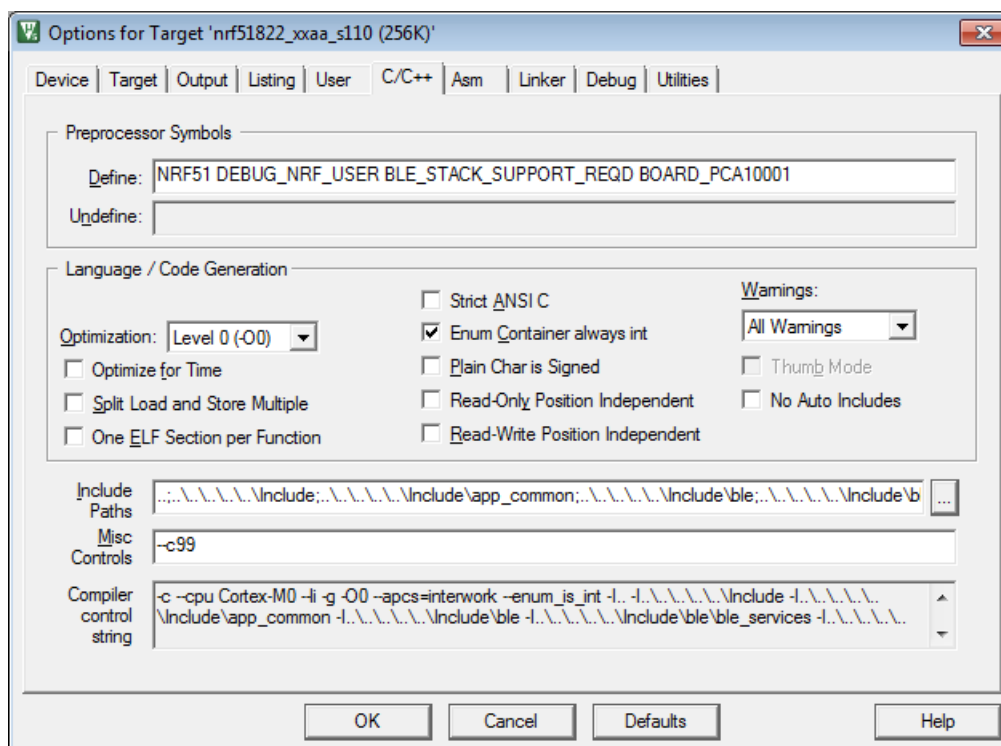 Options for Target 'nrf51822_xxaa_s110 (256K)'
Device Target Output Listing User C/C++ Asm Linker Debug Utilities
Preprocessor Symbols
Define: NRF51 DEBUG_NRF_USER BLE_STACK_SUPPORT_REQD BOARD_PCA10001
Undefine:
Language / Code Generation
Optimization: Level 0 (-O0)
Optimize for Time
Split Load and Store Multiple
One ELF Section per Function
Strict ANSI C
Enum Container always int
Plain Char is Signed
Read-Only Position Independent
Read-Write Position Independent
Warnings:
All Warnings
Thumb Mode
No Auto Includes
Include Paths
..;..\..\..\..\..\Include;..\..\..\..\..\Include\app_common;..\..\..\..\..\Include\ble;..\..\..\..\..\Include\b
...
Misc Controls
--c99
Compiler control string
-c --cpu Cortex-M0 --li -g -O0 --apcs=interwork --enum_is_int -I.. -I..\..\..\..\..\Include -I..\..\..\..\..
\Include\app_common -I..\..\..\..\..\Include\ble -I..\..\..\..\..\Include\ble\ble_services -I..\..\..\..\..
OK Cancel Defaults Help